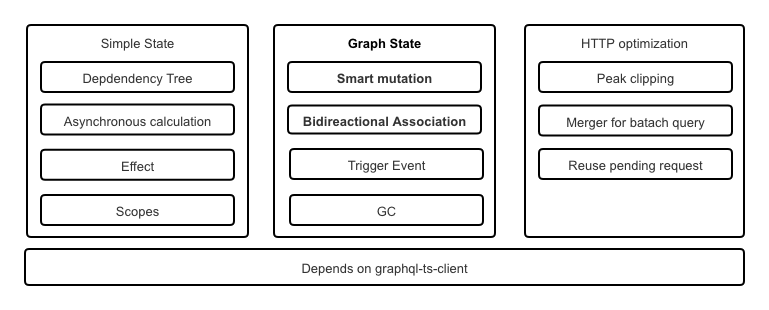 Simple State
Depdendency Tree
Asynchronous calculation
Effect
Scopes
Graph State
Smart mutation
Bidireactional Association
Trigger Event
GC
HTTP optimization
Peak clipping
Merger for batach query
Reuse pending request
Depends on graphql-ts-client